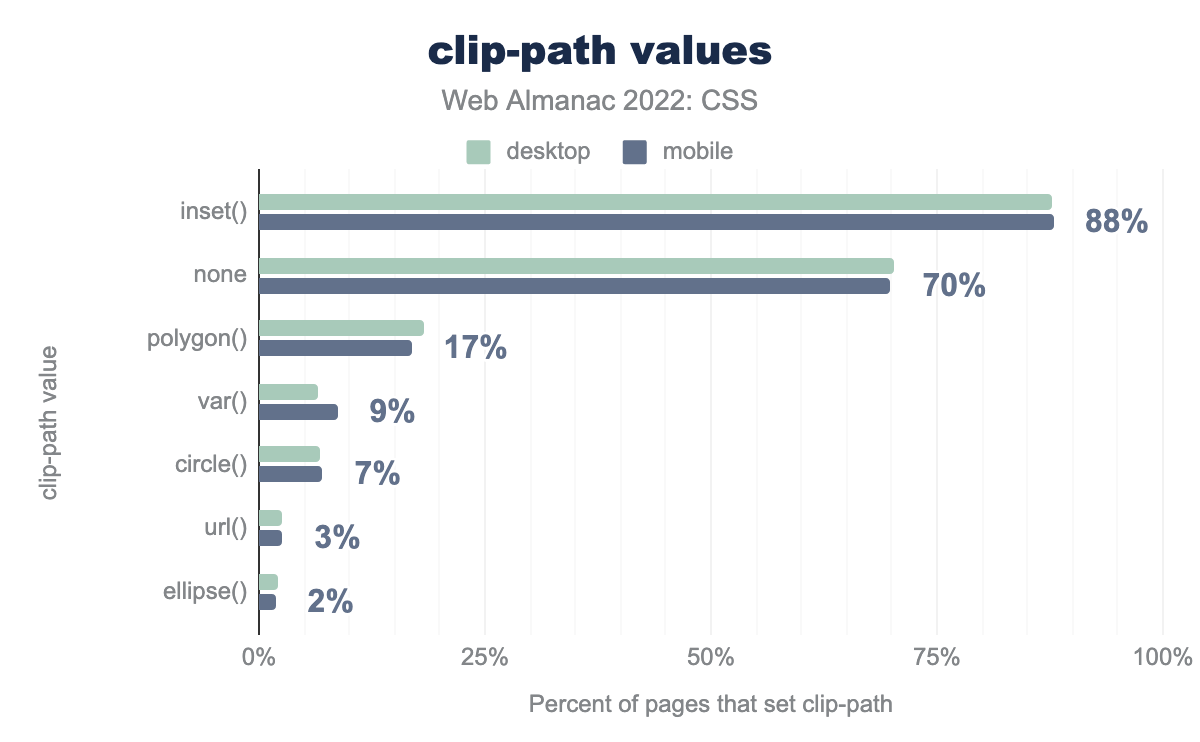 clip-path values
Web Almanac 2022: CSS
desktop mobile
inset() 88%
none 70%
polygon() 17%
var() 9%
circle() 7%
url() 3%
ellipse() 2%
clip-path value
0% 25% 50% 75% 100%
Percent of pages that set clip-path